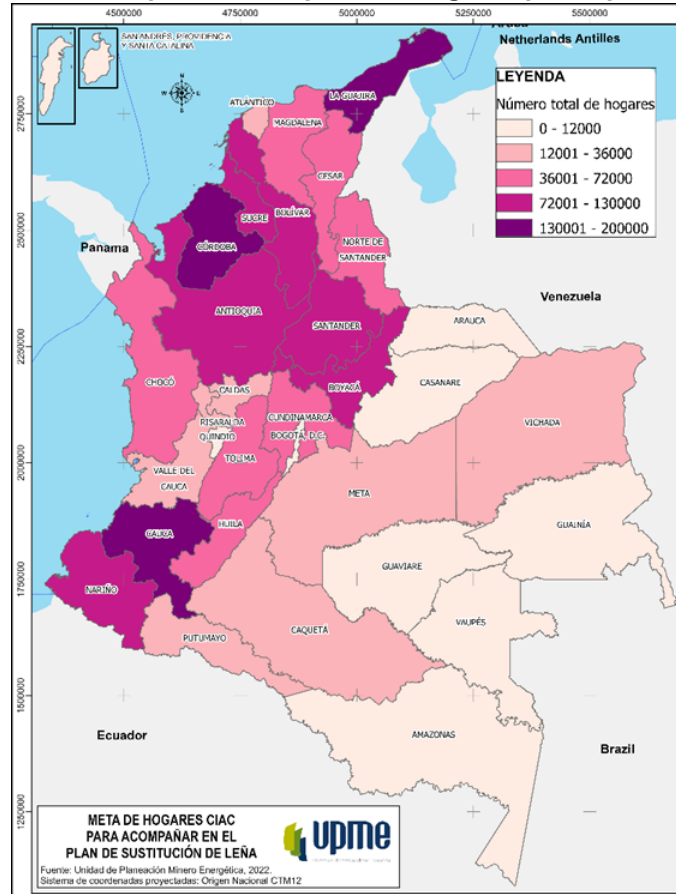 4500000 4750000 5000000 5250000 5500000
SAN ANDRÉS, PROVIDENCIA
Y SANTA CATALINA
Netherlands Antilles
LEYENDA
Número total de hogares
0 - 12000
12001 - 36000
36001 - 72000
72001 - 130000
130001 - 200000
N
W E
S
2750000
2500000
2250000
2000000
1750000
1500000
1250000
LA GUAJIRA
ATLÁNTICO
MAGDALENA
CESAR
SUCRE
BOLÍVAR
CÓRDOBA
NORTE DE
SANTANDER
Panama
Venezuela
ANTIOQUIA
SANTANDER
ARAUCA
CHOCÓ
CALDAS
BOYACÁ
CASANARE
RISARALDA
QUINDÍO
CUNDINAMARCA
BOGOTÁ, D.C.
VICHADA
VALLE DEL
CAUCA
TOLIMA
META
CAUCA
HUILA
GUAINÍA
NARIÑO
GUAVIARE
VAUPÉS
PUTUMAYO
CAQUETÁ
AMAZONAS
Ecuador
Brazil
META DE HOGARES CIAC
PARA ACOMPAÑAR EN EL
PLAN DE SUSTITUCIÓN DE LEÑA
upme
Fuente: Unidad de Planeación Minero Energética, 2022.
Sistema de coordenadas proyectadas: Origen Nacional CTM12